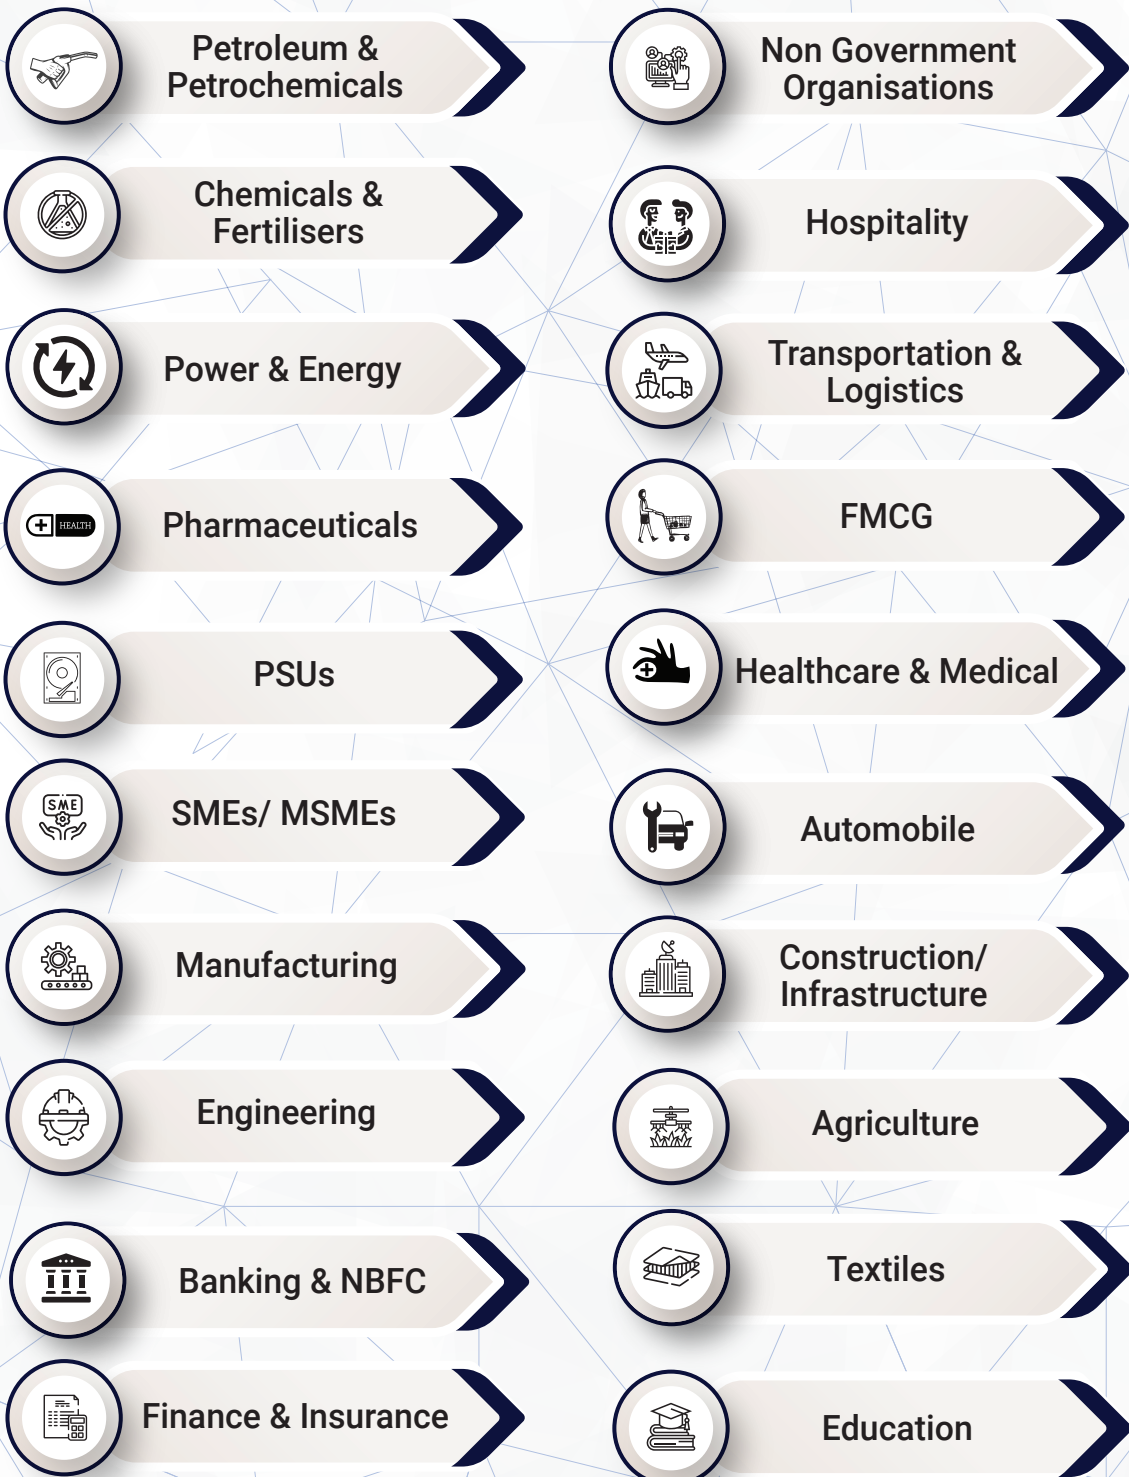 Petroleum &
Petrochemicals
Chemicals &
Fertilisers
Power & Energy
HEALTH
Pharmaceuticals
PSUs
SME
SMEs/ MSMEs
Manufacturing
Engineering
Banking & NBFC
Finance & Insurance
Non Government
Organisations
Hospitality
Transportation &
Logistics
FMCG
Healthcare & Medical
Automobile
Construction/
Infrastructure
Agriculture
Textiles
Education